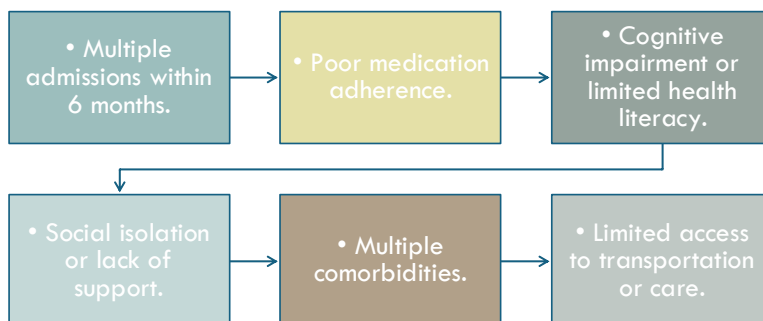 • Multiple
admissions within
6 months.
• Poor medication
adherence.
• Cognitive
impairment or
limited health
literacy.
• Social isolation
or lack of
support.
• Multiple
comorbidities.
• Limited access
to transportation
or care.